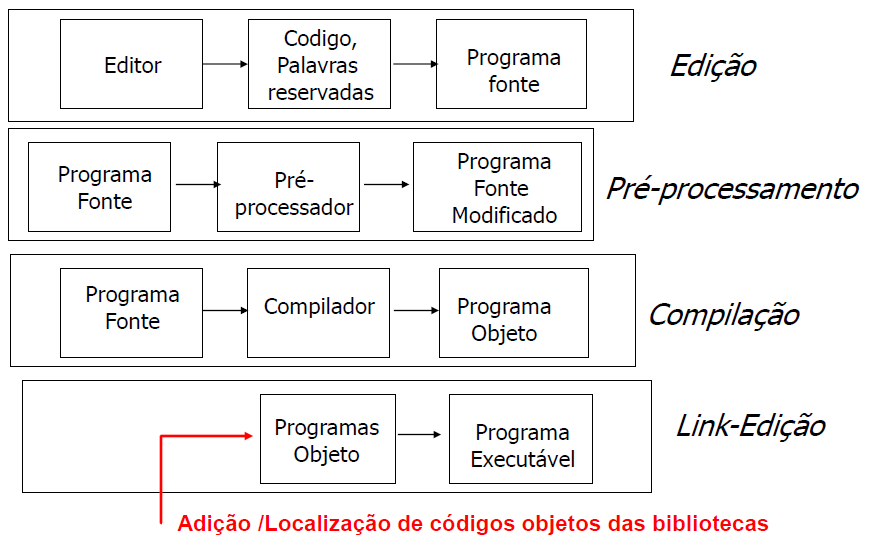 Editor
Codigo,
Palavras
reservadas
Programa
fonte
Edição
Programa
Fonte
Pré-
processador
Programa
Fonte
Modificado
Pré-processamento
Programa
Fonte
Compilador
Programa
Objeto
Compilação
Programas
Objeto
Programa
Executável
Link-Edição
Adição /Localização de códigos objetos das bibliotecas